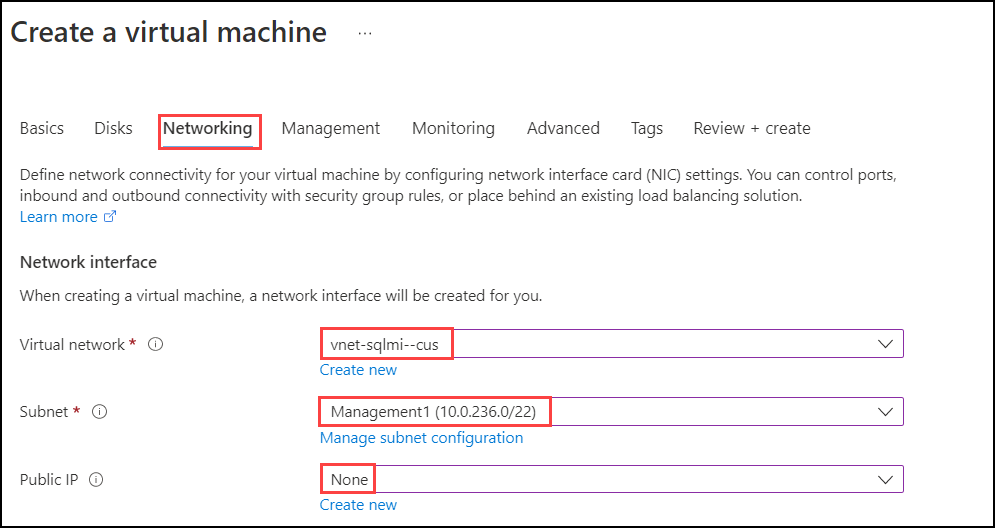 Create a virtual machine ...
Basics Disks Networking Management Monitoring Advanced Tags Review + create
Define network connectivity for your virtual machine by configuring network interface card (NIC) settings. You can control ports,
inbound and outbound connectivity with security group rules, or place behind an existing load balancing solution.
Learn more
Network interface
When creating a virtual machine, a network interface will be created for you.
Virtual network * vnet-sqlmi--cus
Create new
Subnet * Management1 (10.0.236.0/22)
Manage subnet configuration
Public IP None
Create new